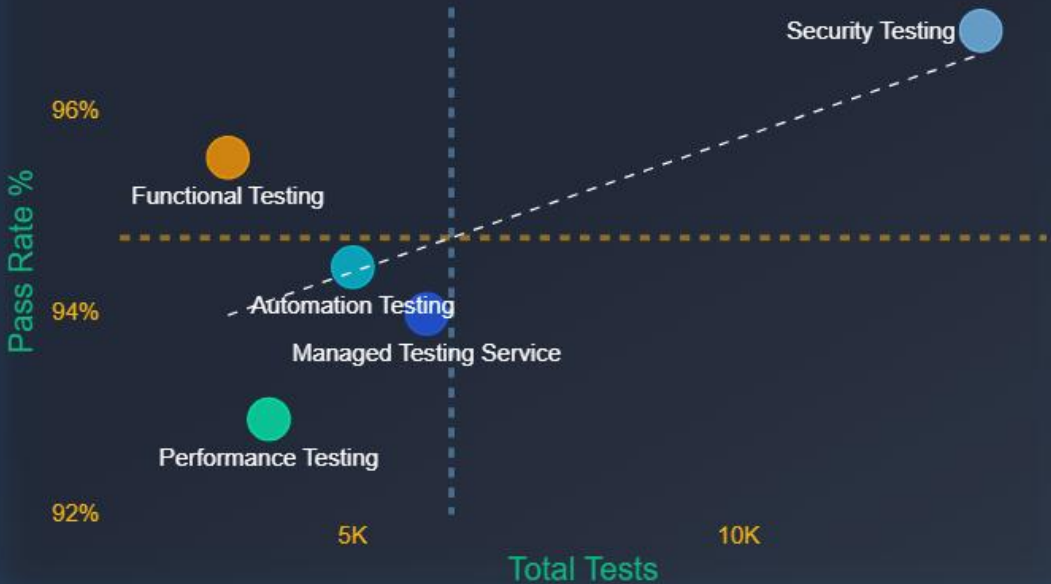 Security Testing
96%
Functional Testing
Pass Rate %
Automation Testing
94%
Managed Testing Service
Performance Testing
92%
5K
10K
Total Tests